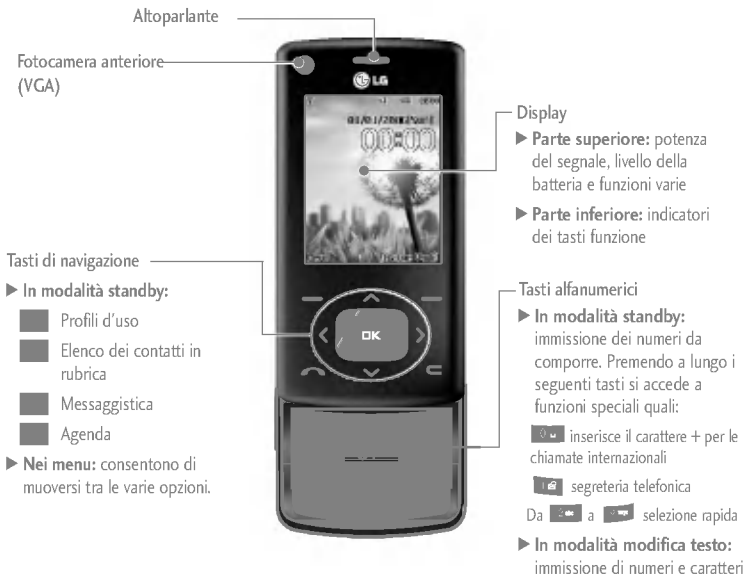 Altoparlante
Fotocamera anteriore
(VGA)
LG
00:00
OK
Display
▶ Parte superiore: potenza
del segnale, livello della
batteria e funzioni varie
▶ Parte inferiore: indicatori
dei tasti funzione
Tasti di navigazione
▶ In modalità standby:
Profili d'uso
Elenco dei contatti in
rubrica
Messaggistica
Agenda
▶ Nei menu: consentono di
muoversi tra le varie opzioni.
Tasti alfanumerici
▶ In modalità standby:
immissione dei numeri da
comporre. Premendo a lungo i
seguenti tasti si accede a
funzioni speciali quali:
inserisce il carattere + per le
chiamate internazionali
segreteria telefonica
Da a selezione rapida
▶ In modalità modifica testo:
immissione di numeri e caratteri